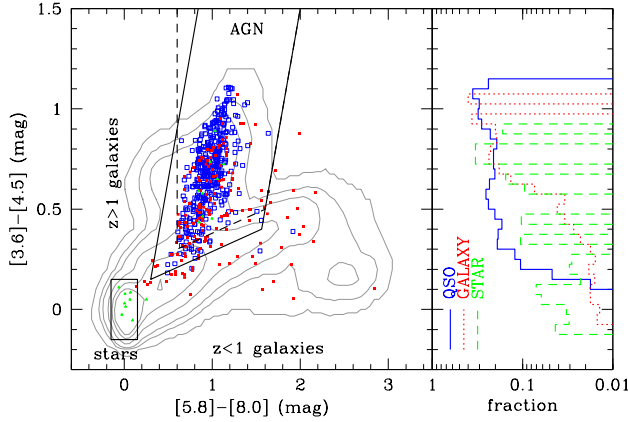 1.5
1
0.5
0
[3.6]−[4.5] (mag)
AGN
z>1 galaxies
stars
z<1 galaxies
0
1
2
3
[5.8]−[8.0] (mag)
QSO
GALAXY
STAR
1
0.1
0.01
fraction